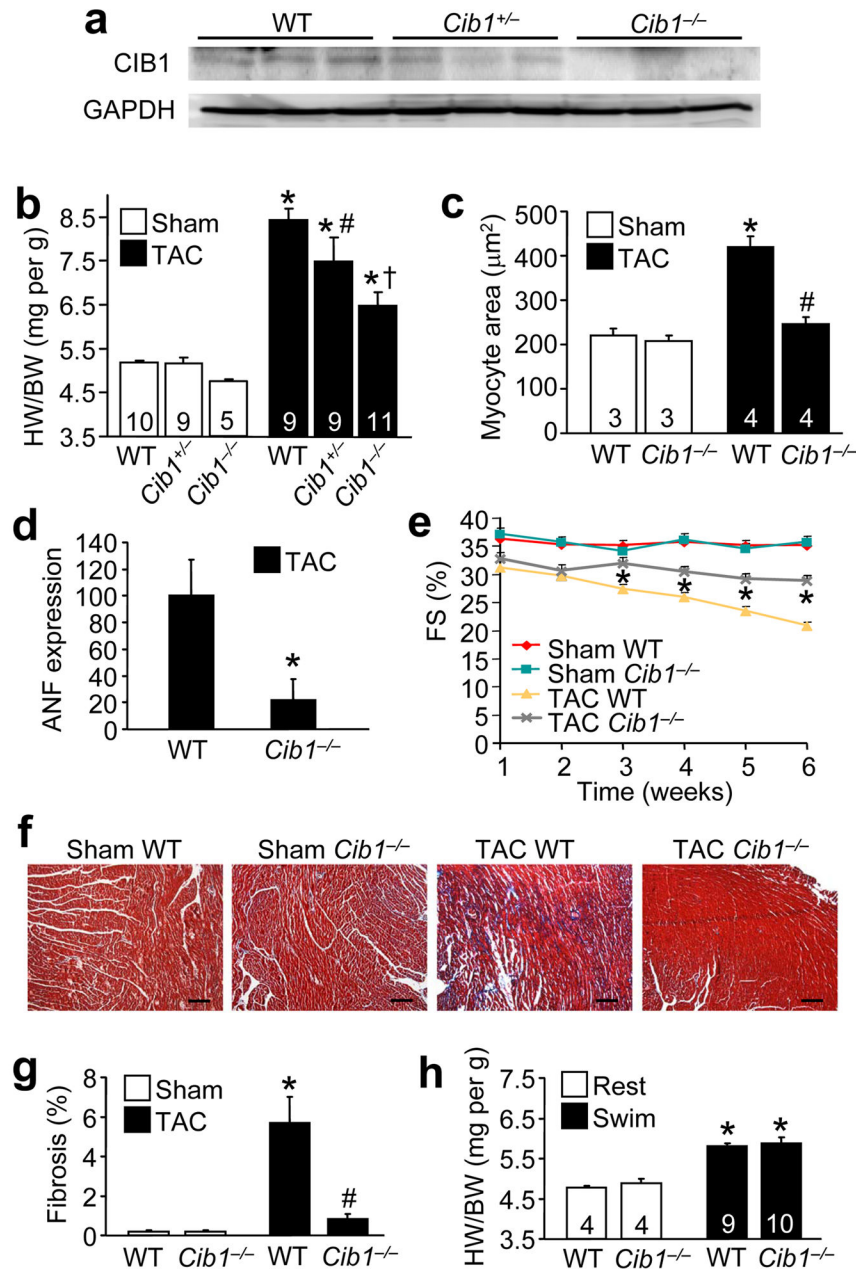 a
WT Cib1+/– Cib1–/–
CIB1
GAPDH
b
HW/BW (mg per g)
8.5
7.5
6.5
5.5
4.5
3.5
Sham
TAC
* *# *†
10 9 5 9 9 11
WT Cib1+/– Cib1–/– WT Cib1+/– Cib1–/–
c
Myocyte area (μm²)
500
400
300
200
100
0
Sham
TAC
* #
3 3 4 4
WT Cib1–/– WT Cib1–/–
d
ANF expression
140
120
100
80
60
40
20
0
TAC
*
WT Cib1–/–
e
FS (%)
40
35
30
25
20
15
10
5
0
* * * *
Sham WT
Sham Cib1–/–
TAC WT
TAC Cib1–/–
1 2 3 4 5 6
Time (weeks)
f
Sham WT Sham Cib1–/– TAC WT TAC Cib1–/–
g
Fibrosis (%)
8
6
4
2
0
Sham
TAC
* #
WT Cib1–/– WT Cib1–/–
h
HW/BW (mg per g)
7.5
6.5
5.5
4.5
3.5
Rest
Swim
* *
4 4 9 10
WT Cib1–/– WT Cib1–/–